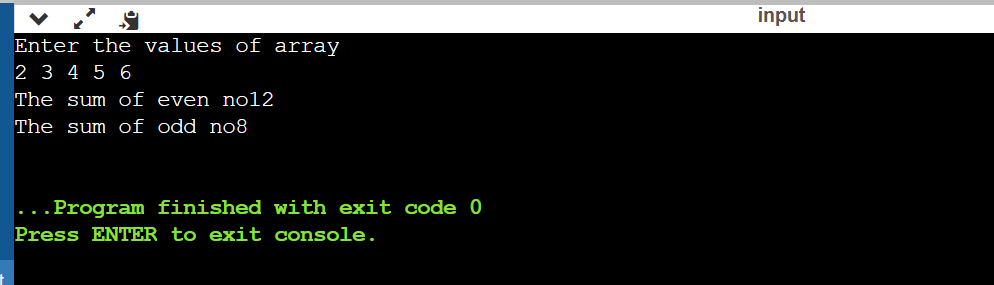 input
Enter the values of array
2 3 4 5 6
The sum of even no12
The sum of odd no8
...Program finished with exit code 0
Press ENTER to exit console.